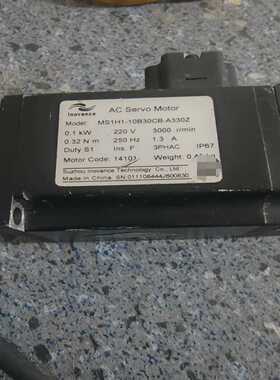 inovance
AC Servo Motor
Model: MS1H1-10B30CB-A330Z
0.1 kW 220 V 3000 r/min
0.32 N·m 250 Hz 1.3 A
Duty S1 Ins. F 3PHAC IP67
Motor Code: 14101 Weight:
Suzhou Inovance Technology Co., Ltd
Made in China SN: